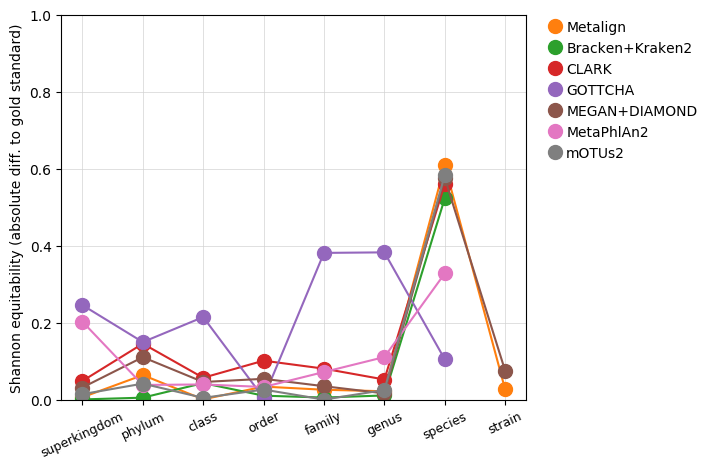 Shannon equitability (absolute diff. to gold standard)
1.0
0.8
0.6
0.4
0.2
0.0
superkingdom
phylum
class
order
family
genus
species
strain
Metalign
Bracken+Kraken2
CLARK
GOTTCHA
MEGAN+DIAMOND
MetaPhlAn2
mOTUs2